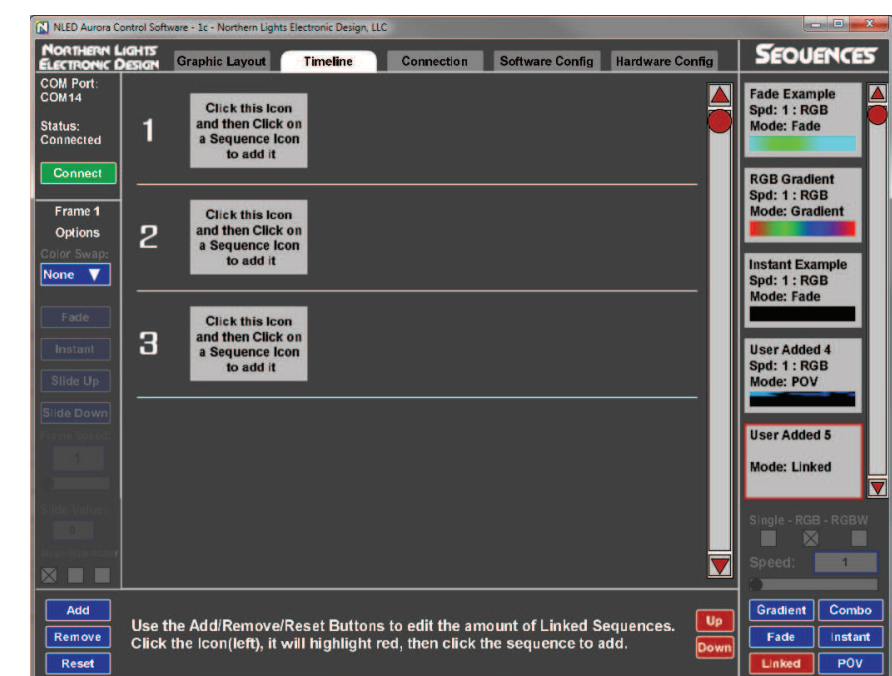 NLED Aurora Control Software - 1c - Northern Lights Electronic Design, LLC
NORTHERN LIGHTS
ELECTRONIC DESIGN
Graphic Layout
Timeline
Connection
Software Config
Hardware Config
SEQUENCES
COM Port:
COM14
Status:
Connected
Connect
Frame 1
Options
Color Swap:
None
Fade
Instant
Slide Up
Slide Down
Frame Speed:
1
Slide Value:
0
1
Click this Icon
and then Click on
a Sequence Icon
to add it
2
Click this Icon
and then Click on
a Sequence Icon
to add it
3
Click this Icon
and then Click on
a Sequence Icon
to add it
Fade Example
Spd: 1 : RGB
Mode: Fade
RGB Gradient
Spd: 1 : RGB
Mode: Gradient
Instant Example
Spd: 1 : RGB
Mode: Fade
User Added 4
Spd: 1 : RGB
Mode: POV
User Added 5
Mode: Linked
Single - RGB - RGBW
Speed: 1
Add
Remove
Reset
Use the Add/Remove/Reset Buttons to edit the amount of Linked Sequences.
Click the Icon(left), it will highlight red, then click the sequence to add.
Up
Down
Gradient Combo
Fade Instant
Linked POV